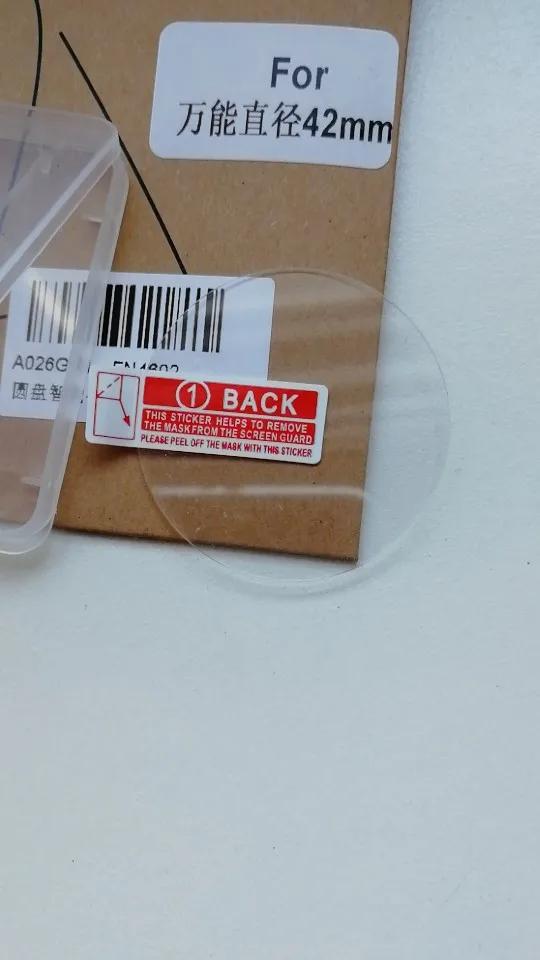 For
万能直径42mm
A026G
圆盘智
1 BACK
THIS STICKER HELPS TO REMOVE
THE MASK FROM THE SCREEN GUARD
PLEASE PEEL OFF THE MASK WITH THIS STICKER